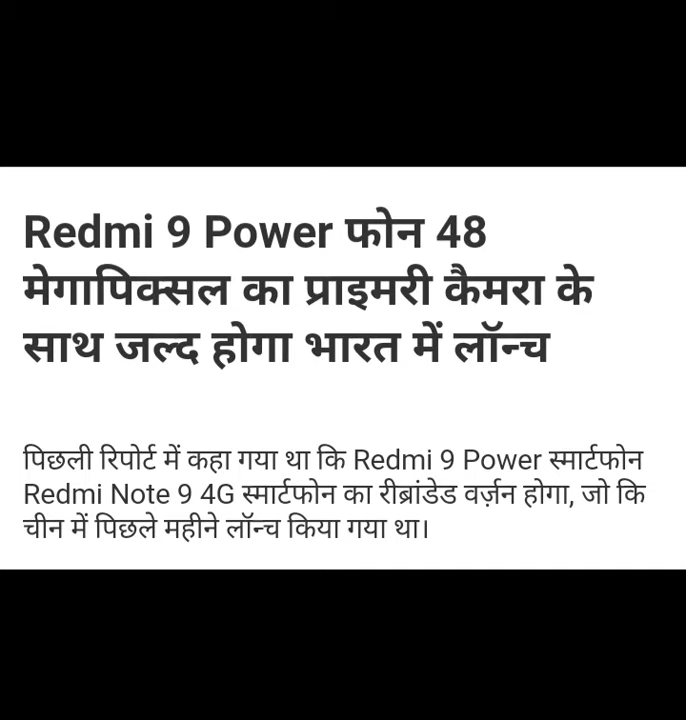 Redmi 9 Power फोन 48
मेगापिक्सल का प्राइमरी कैमरा के
साथ जल्द होगा भारत में लॉन्च
पिछली रिपोर्ट में कहा गया था कि Redmi 9 Power स्मार्टफोन
Redmi Note 9 4G स्मार्टफोन का रीब्रांडेड वर्ज़न होगा, जो कि
चीन में पिछले महीने लॉन्च किया गया था।